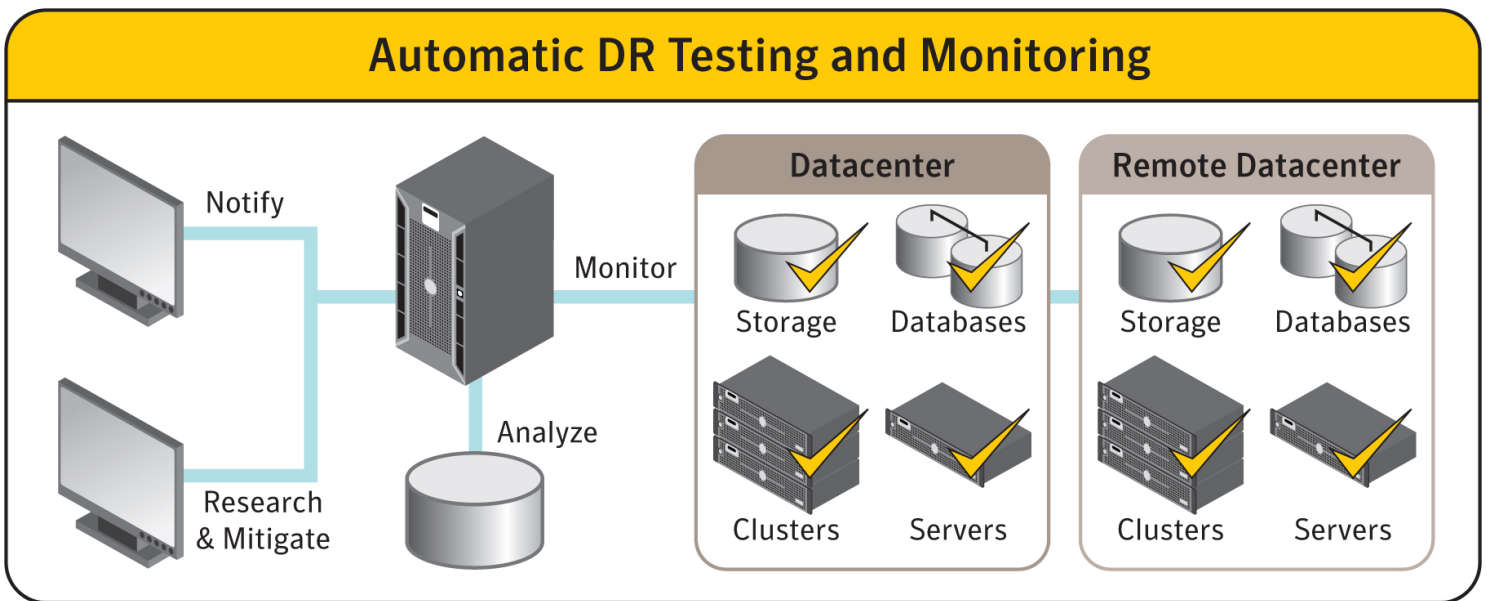 Automatic DR Testing and Monitoring
Notify
Research
& Mitigate
Analyze
Monitor
Datacenter
Storage
Databases
Clusters
Servers
Remote Datacenter
Storage
Databases
Clusters
Servers